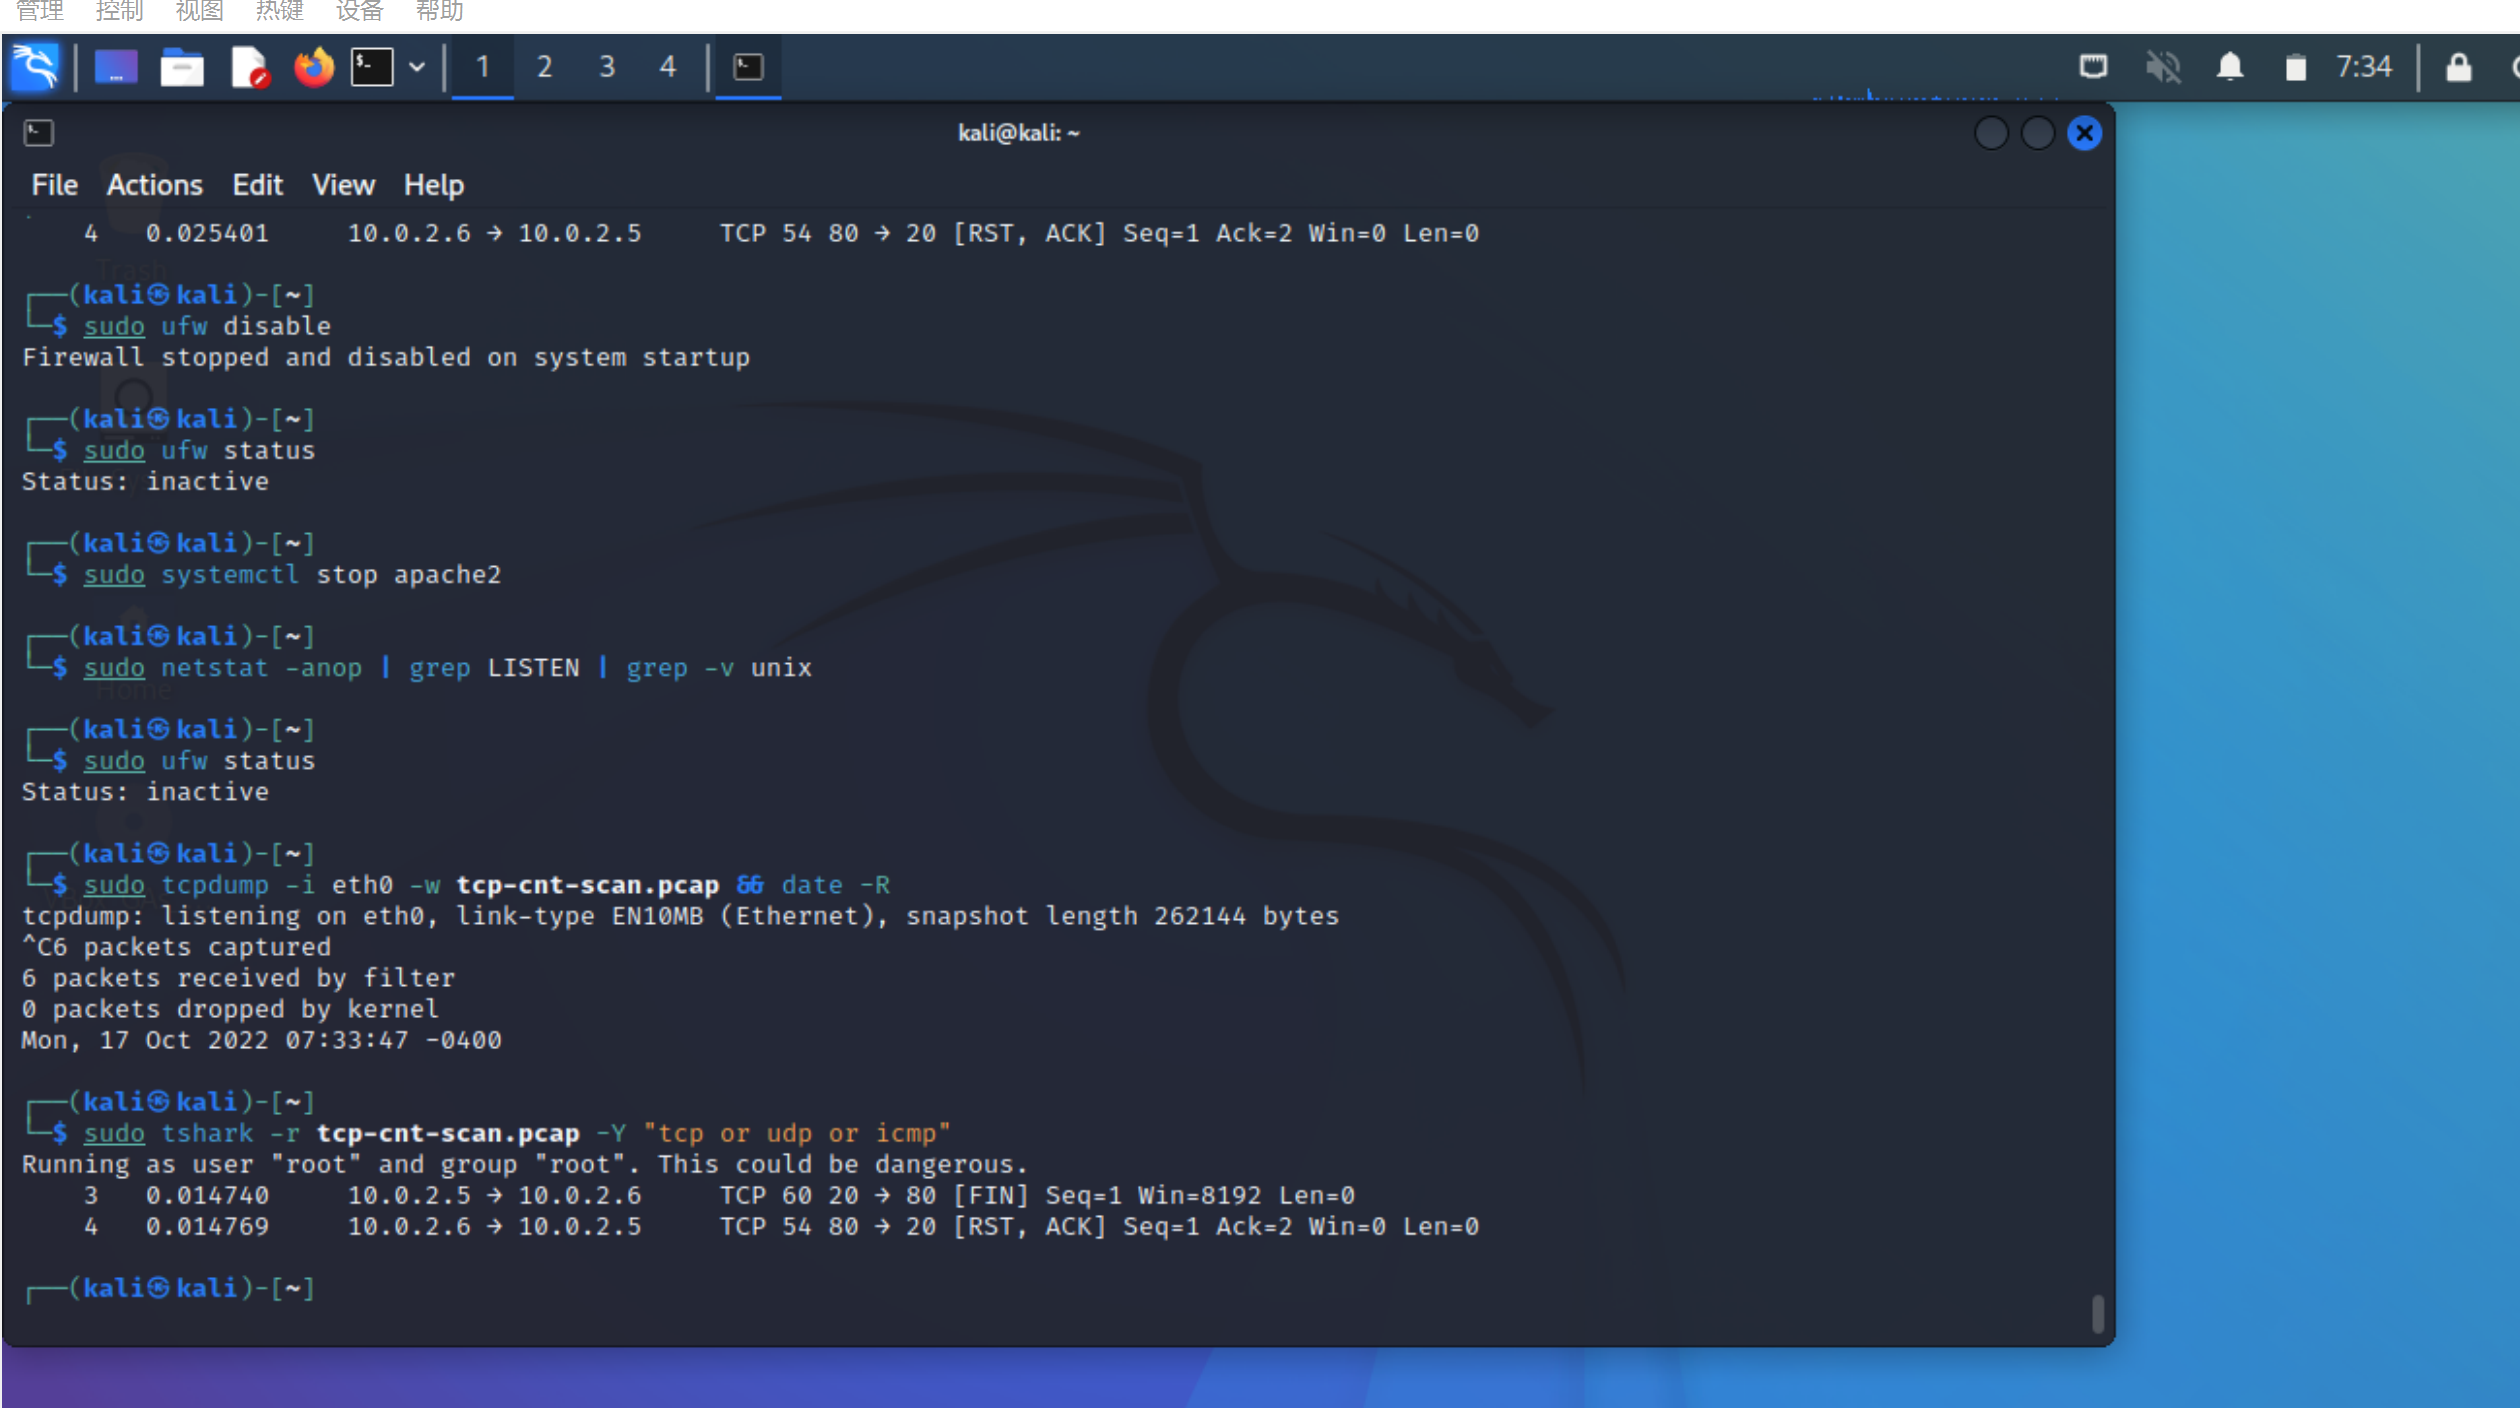 管理 控制 视图 热键 设备 帮助
1 2 3 4 7:34
kali@kali: ~
File Actions Edit View Help
4 0.025401 10.0.2.6 → 10.0.2.5 TCP 54 80 → 20 [RST, ACK] Seq=1 Ack=2 Win=0 Len=0
Trash
┌──(kali㉿kali)-[~]
└─$ sudo ufw disable
Firewall stopped and disabled on system startup
┌──(kali㉿kali)-[~]
└─$ sudo ufw status
Status: inactive
┌──(kali㉿kali)-[~]
└─$ sudo systemctl stop apache2
┌──(kali㉿kali)-[~]
└─$ sudo netstat -anop | grep LISTEN | grep -v unix
Home
┌──(kali㉿kali)-[~]
└─$ sudo ufw status
Status: inactive
┌──(kali㉿kali)-[~]
└─$ sudo tcpdump -i eth0 -w tcp-cnt-scan.pcap && date -R
tcpdump: listening on eth0, link-type EN10MB (Ethernet), snapshot length 262144 bytes
^C6 packets captured
6 packets received by filter
0 packets dropped by kernel
Mon, 17 Oct 2022 07:33:47 -0400
┌──(kali㉿kali)-[~]
└─$ sudo tshark -r tcp-cnt-scan.pcap -Y "tcp or udp or icmp"
Running as user "root" and group "root". This could be dangerous.
3 0.014740 10.0.2.5 → 10.0.2.6 TCP 60 20 → 80 [FIN] Seq=1 Win=8192 Len=0
4 0.014769 10.0.2.6 → 10.0.2.5 TCP 54 80 → 20 [RST, ACK] Seq=1 Ack=2 Win=0 Len=0
┌──(kali㉿kali)-[~]